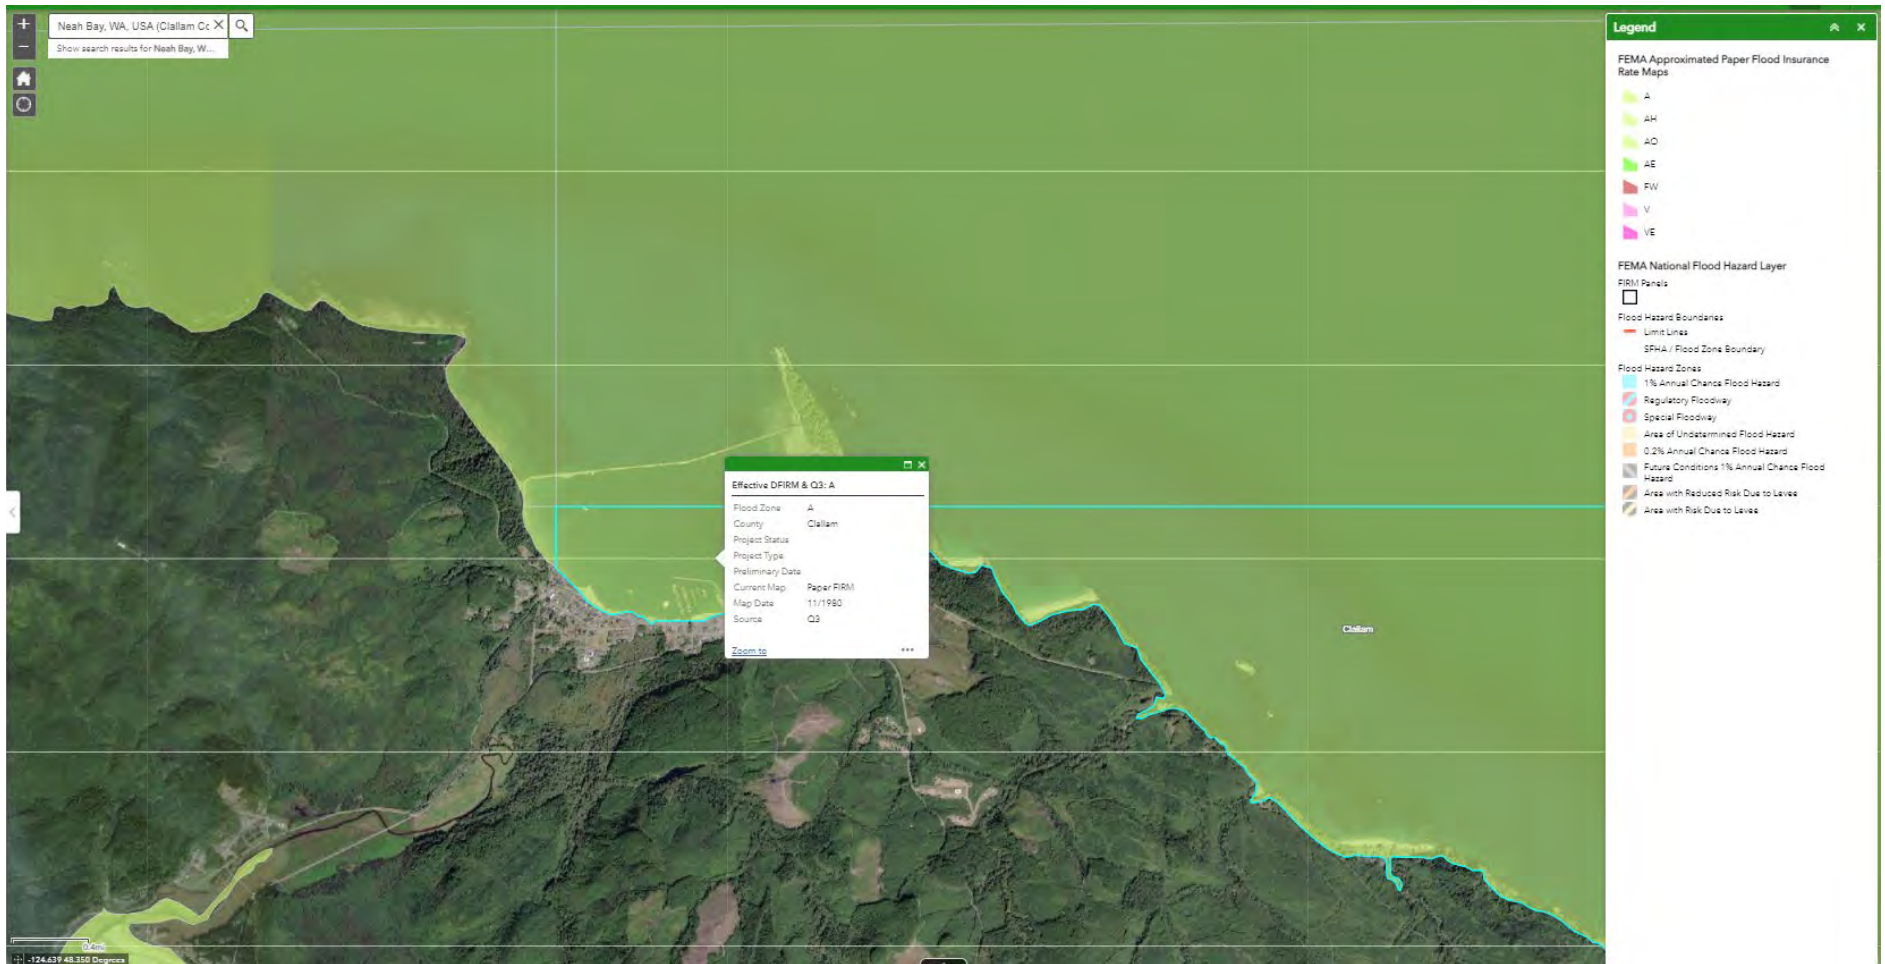 Neah Bay, WA, USA (Clallam Cc
Show search results for Neah Bay, W...
Effective DFIRM & Q3: A
Flood Zone A
County Clallam
Project Status
Project Type
Preliminary Date
Current Map Paper FIRM
Map Date 11/1980
Source Q3
Zoom to
Clallam
0.4mi
-124.639 48.350 Degrees
Legend
FEMA Approximated Paper Flood Insurance
Rate Maps
A
AH
AO
AE
FW
V
VE
FEMA National Flood Hazard Layer
FIRM Panels
Flood Hazard Boundaries
Limit Lines
SFHA / Flood Zone Boundary
Flood Hazard Zones
1% Annual Chance Flood Hazard
Regulatory Floodway
Special Floodway
Area of Undetermined Flood Hazard
0.2% Annual Chance Flood Hazard
Future Conditions 1% Annual Chance Flood
Hazard
Area with Reduced Risk Due to Levee
Area with Risk Due to Levee